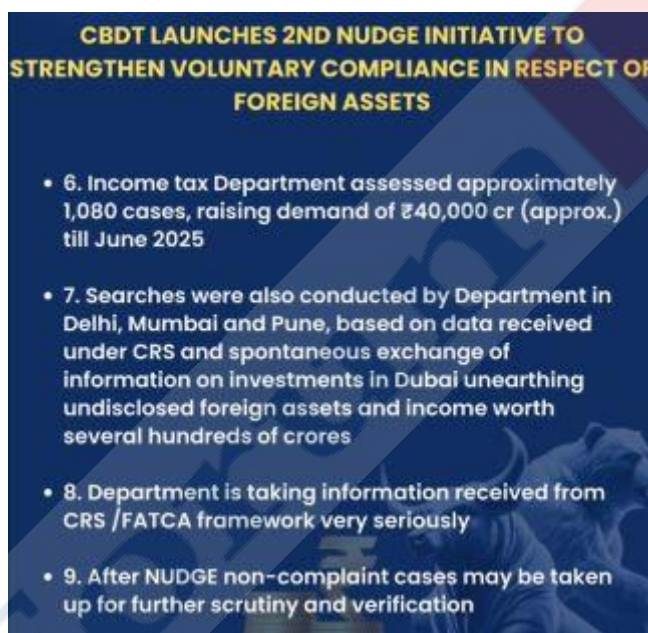 CBDT LAUNCHES 2ND NUDGE INITIATIVE TO
STRENGTHEN VOLUNTARY COMPLIANCE IN RESPECT OF
FOREIGN ASSETS
• 6. Income tax Department assessed approximately
1,080 cases, raising demand of ₹40,000 cr (approx.)
till June 2025
• 7. Searches were also conducted by Department in
Delhi, Mumbai and Pune, based on data received
under CRS and spontaneous exchange of
information on investments in Dubai unearthing
undisclosed foreign assets and income worth
several hundreds of crores
• 8. Department is taking information received from
CRS /FATCA framework very seriously
• 9. After NUDGE non-complaint cases may be taken
up for further scrutiny and verification